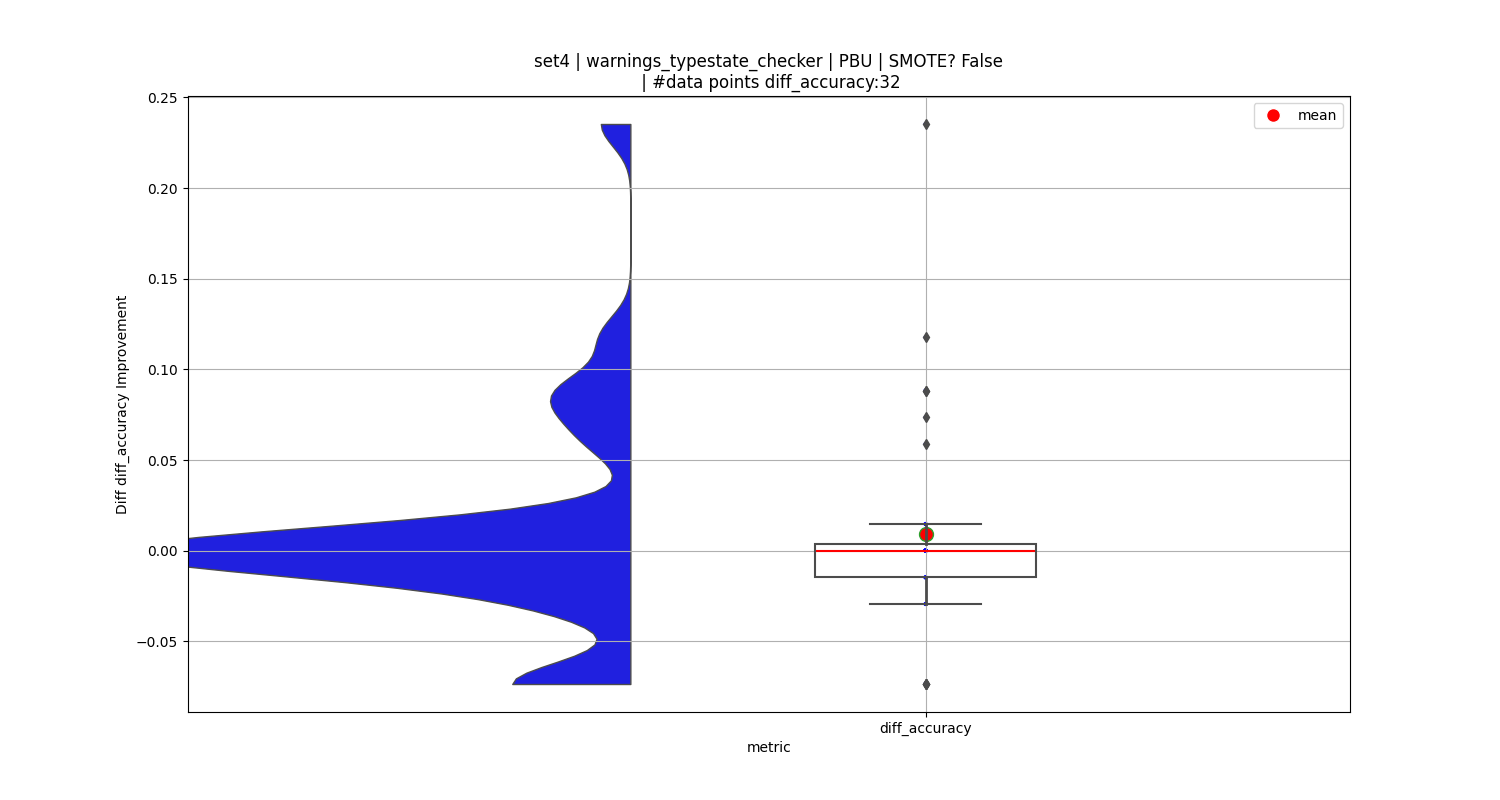 set4 | warnings_typestate_checker | PBU | SMOTE? False
| #data points diff_accuracy:32
mean
0.25
0.20
0.15
0.10
0.05
0.00
−0.05
Diff diff_accuracy Improvement
diff_accuracy
metric